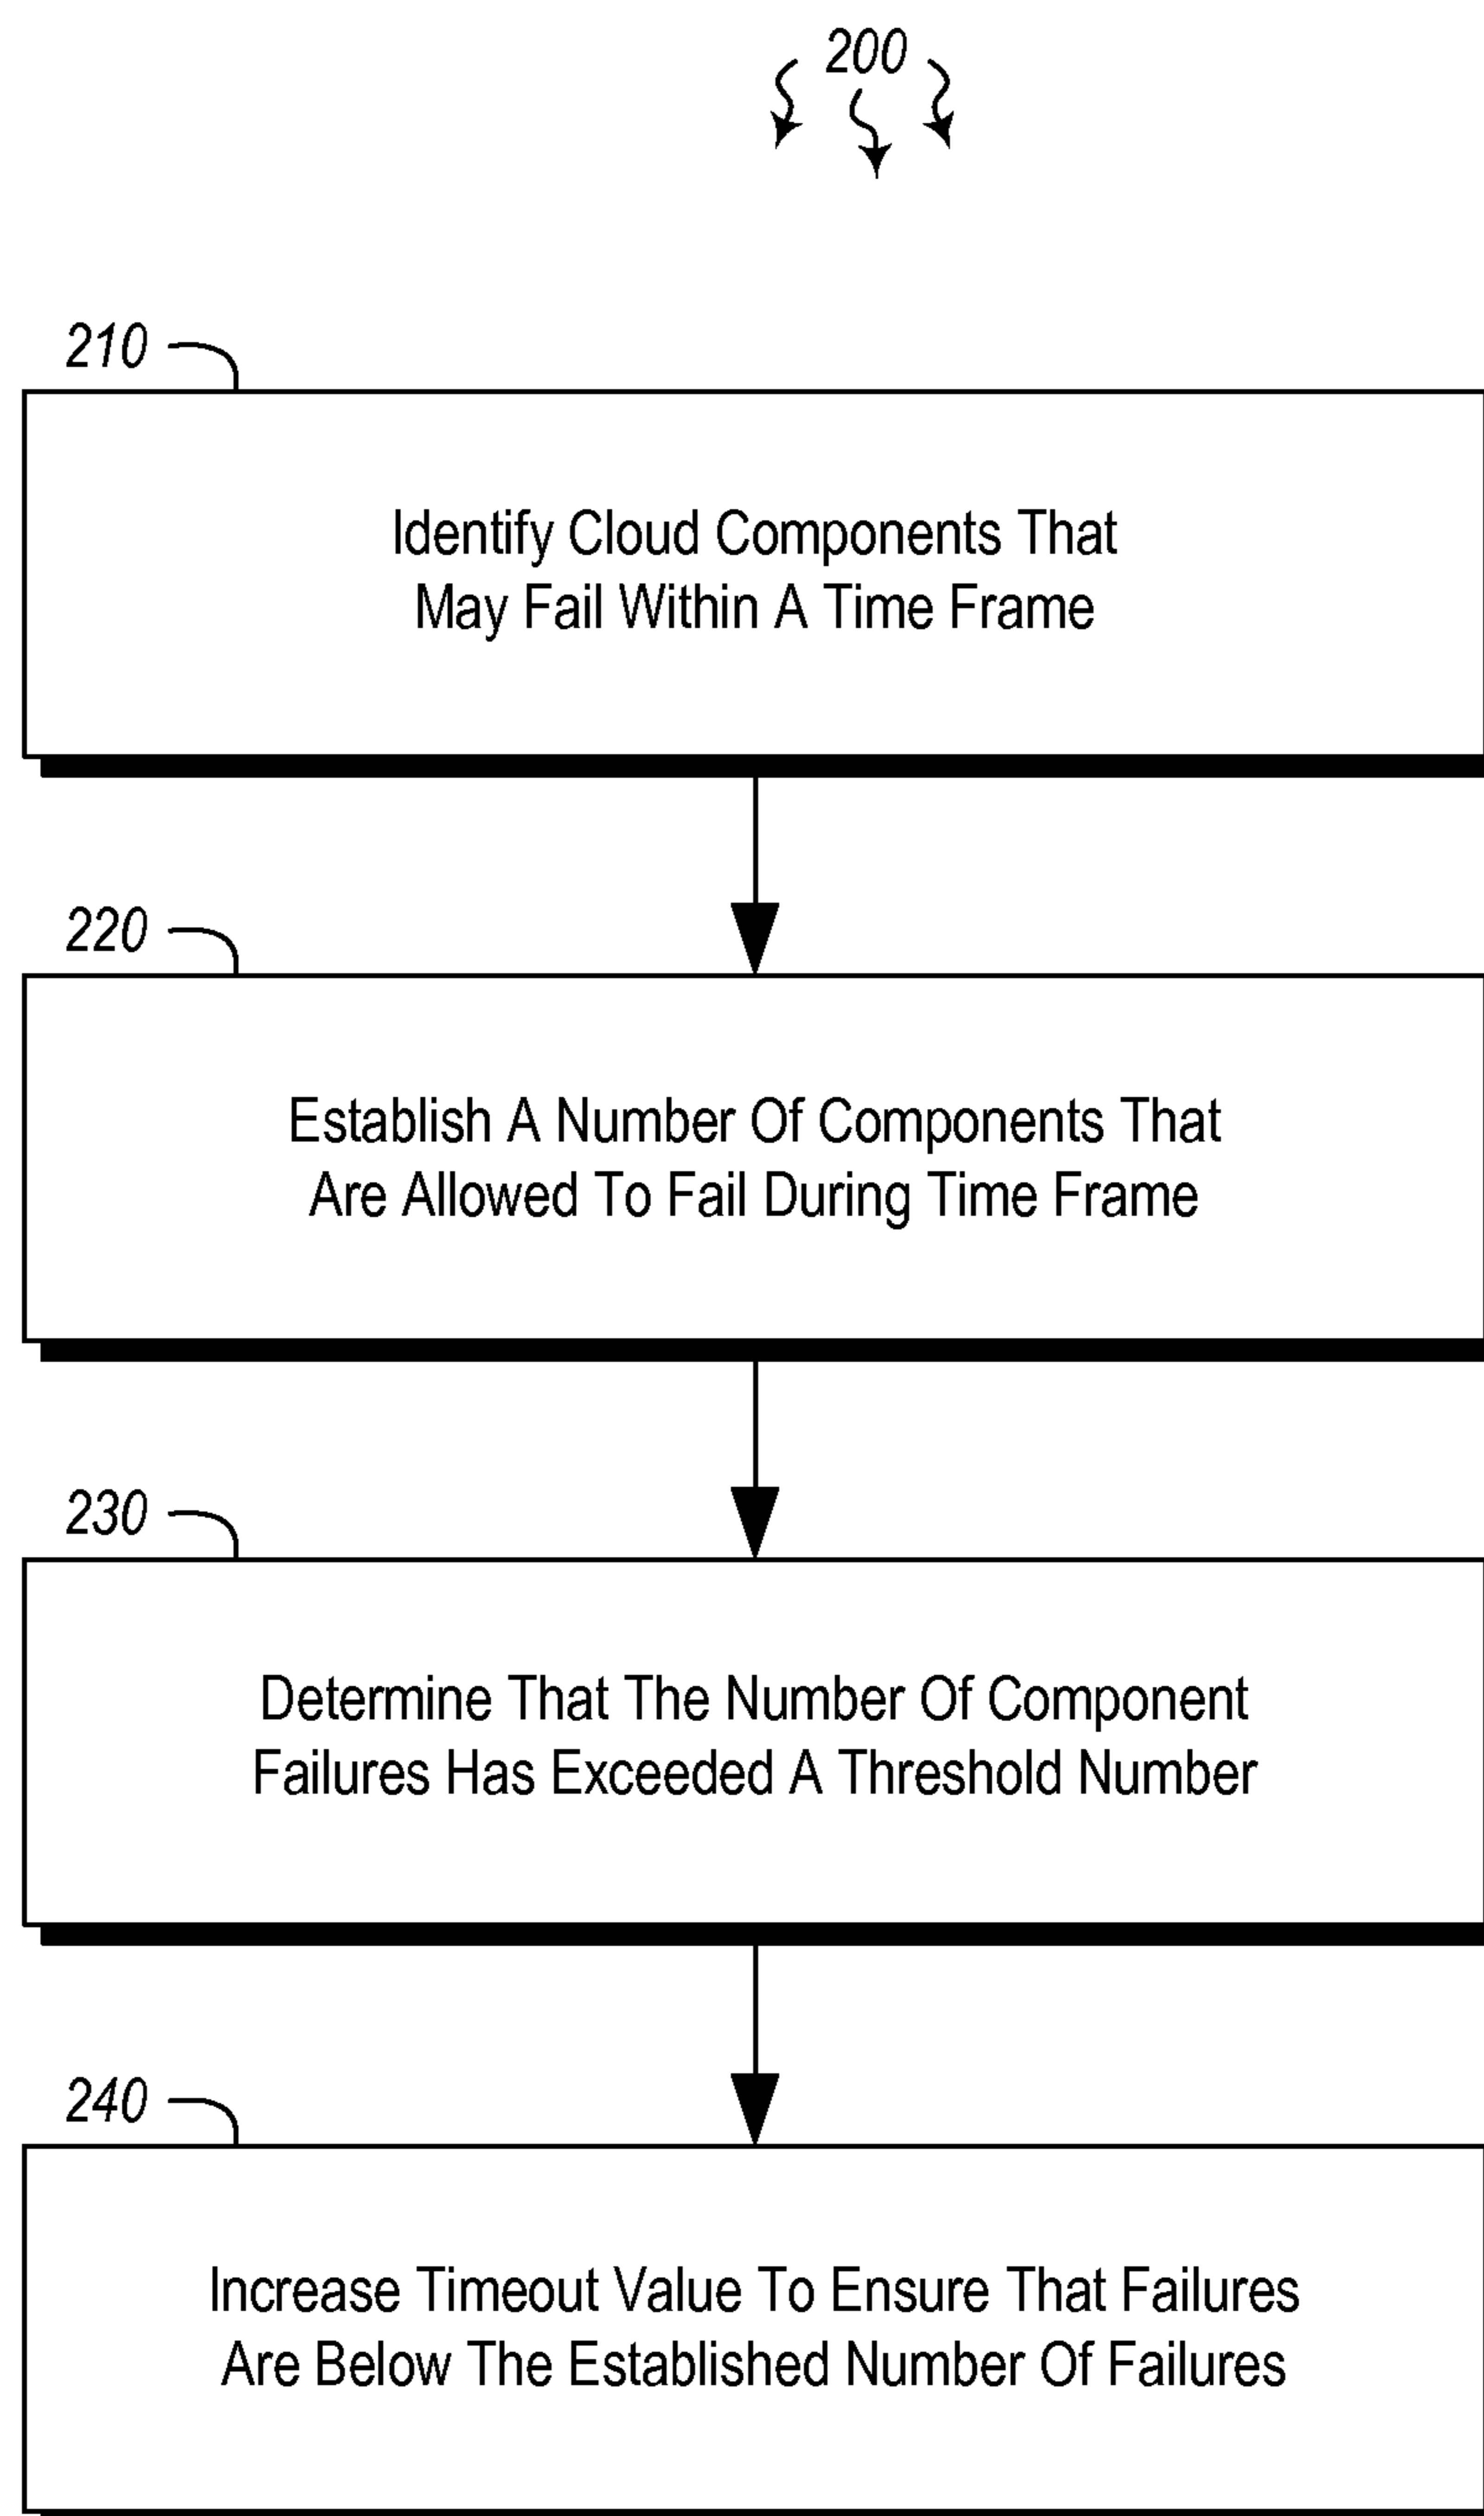 200
210
Identify Cloud Components That
May Fail Within A Time Frame
220
Establish A Number Of Components That
Are Allowed To Fail During Time Frame
230
Determine That The Number Of Component
Failures Has Exceeded A Threshold Number
240
Increase Timeout Value To Ensure That Failures
Are Below The Established Number Of Failures